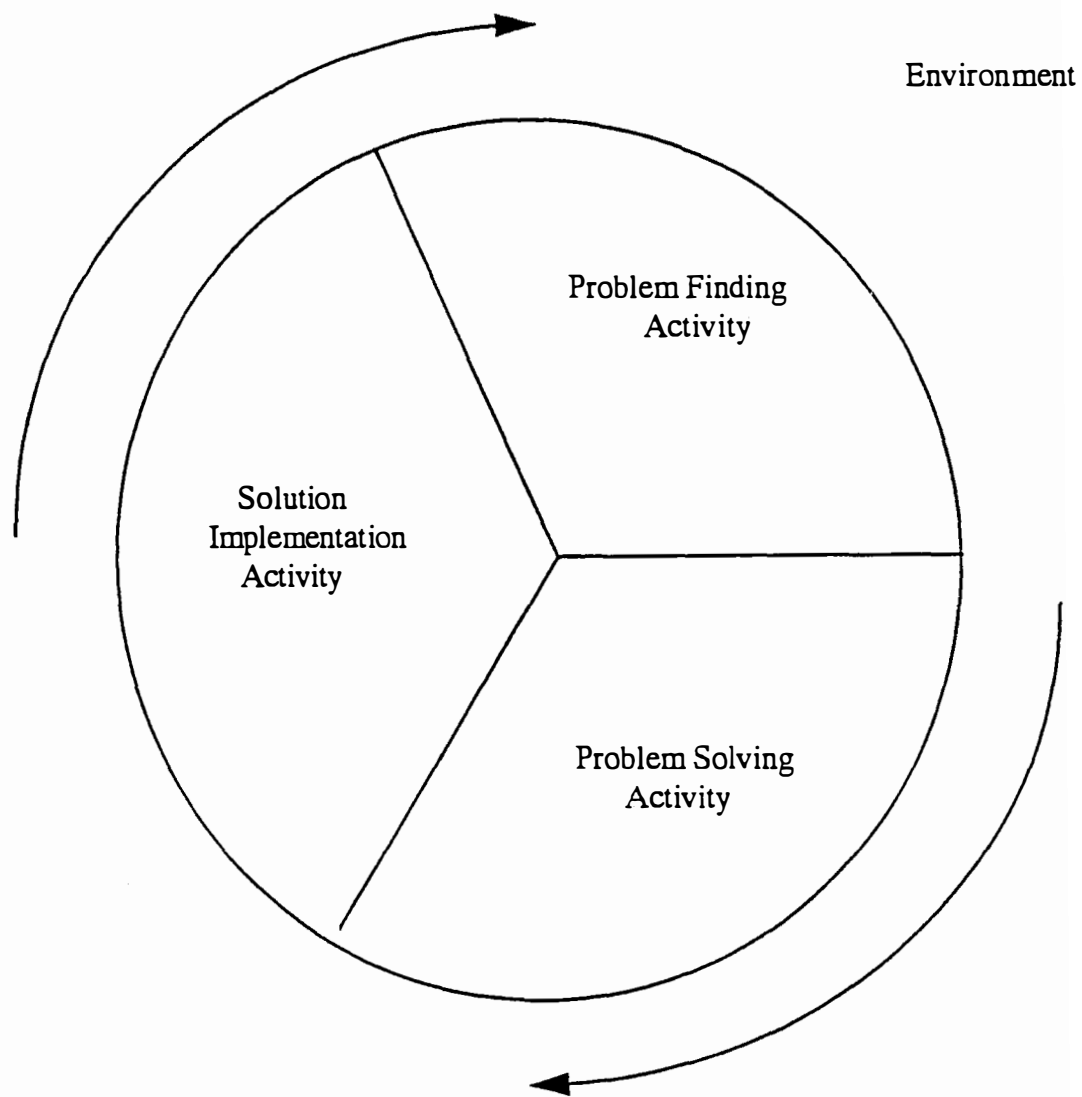 Environment
Problem Finding
Activity
Solution
Implementation
Activity
Problem Solving
Activity